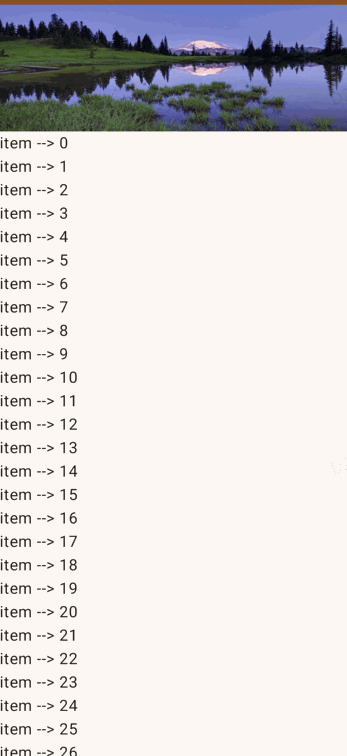 item --> 0
item --> 1
item --> 2
item --> 3
item --> 4
item --> 5
item --> 6
item --> 7
item --> 8
item --> 9
item --> 10
item --> 11
item --> 12
item --> 13
item --> 14
item --> 15
item --> 16
item --> 17
item --> 18
item --> 19
item --> 20
item --> 21
item --> 22
item --> 23
item --> 24
item --> 25
item --> 26